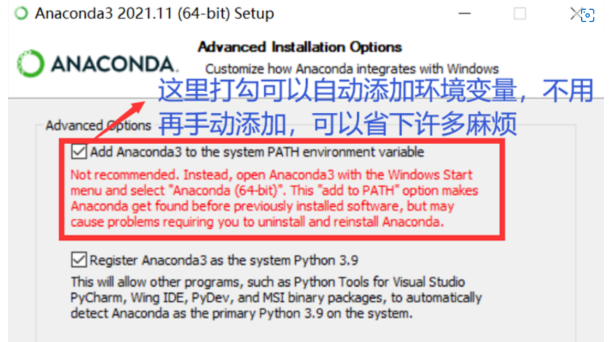 Anaconda3 2021.11 (64-bit) Setup
Advanced Installation Options
ANACONDA.
Customize how Anaconda integrates with Windows
这里打勾可以自动添加环境变量，不用
再手动添加，可以省下许多麻烦
Advanced Options
Add Anaconda3 to the system PATH environment variable
Not recommended. Instead, open Anaconda3 with the Windows Start
menu and select "Anaconda (64-bit)". This "add to PATH" option makes
Anaconda get found before previously installed software, but may
cause problems requiring you to uninstall and reinstall Anaconda.
Register Anaconda3 as the system Python 3.9
This will allow other programs, such as Python Tools for Visual Studio
PyCharm, Wing IDE, PyDev, and MSI binary packages, to automatically
detect Anaconda as the primary Python 3.9 on the system.